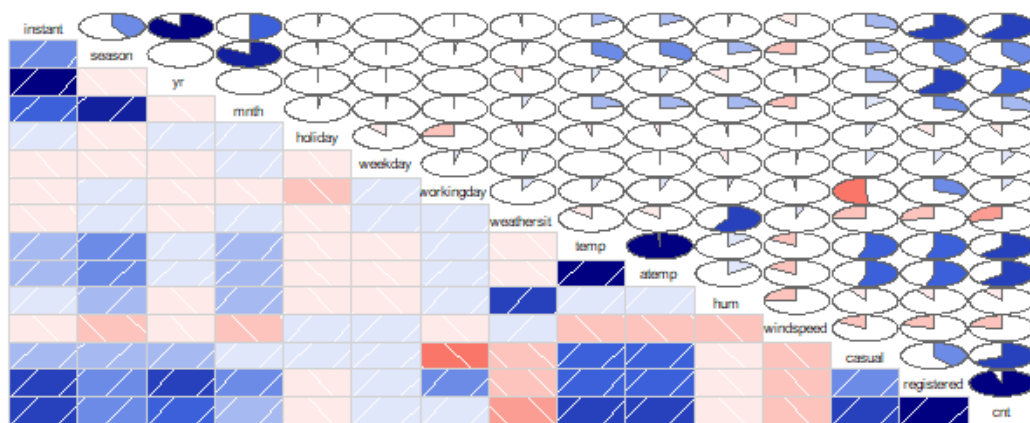 instant
season
yr
mnth
holiday
weekday
workingday
weathersit
temp
atemp
hum
windspeed
casual
registered
cnt